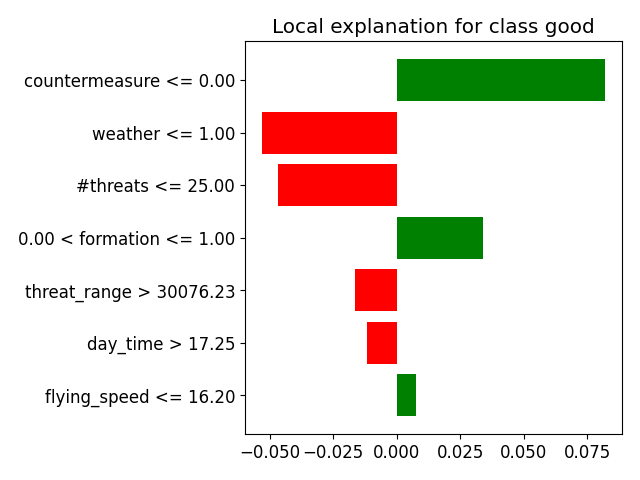 Local explanation for class good
countermeasure <= 0.00
weather <= 1.00
#threats <= 25.00
0.00 < formation <= 1.00
threat_range > 30076.23
day_time > 17.25
flying_speed <= 16.20
−0.050 −0.025 0.000 0.025 0.050 0.075